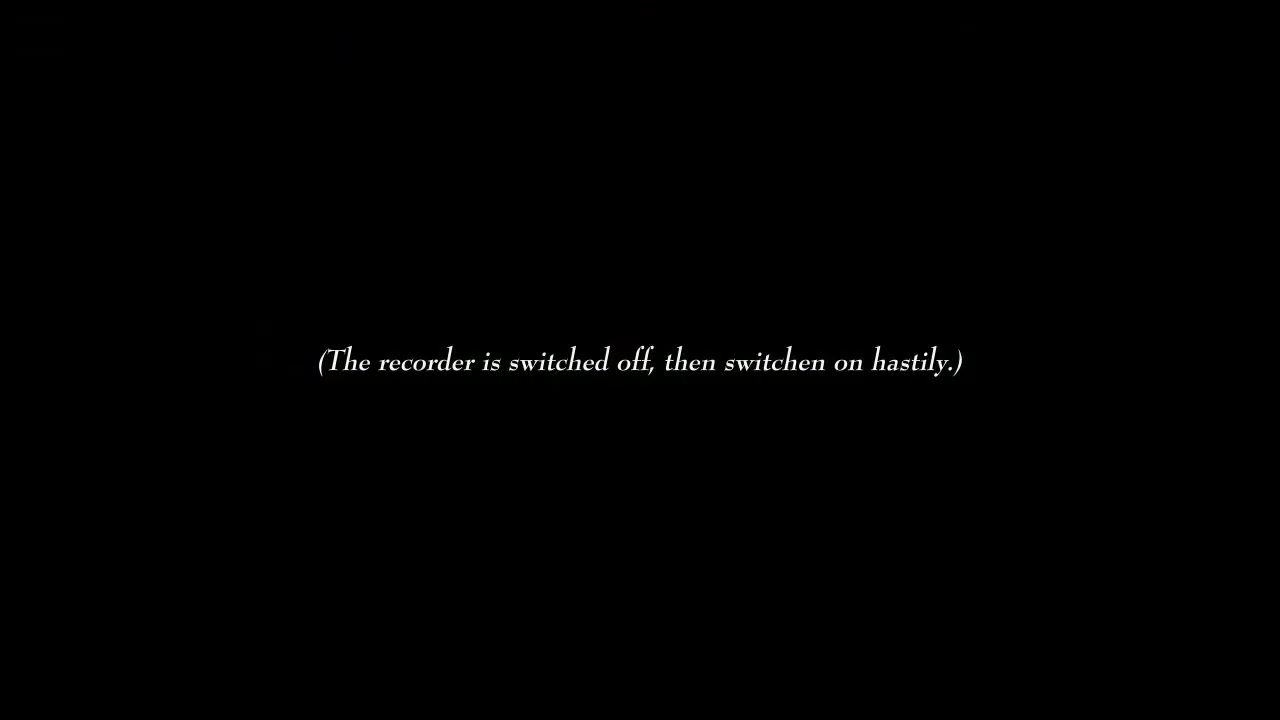 (The recorder is switched off, then switchen on hastily.)